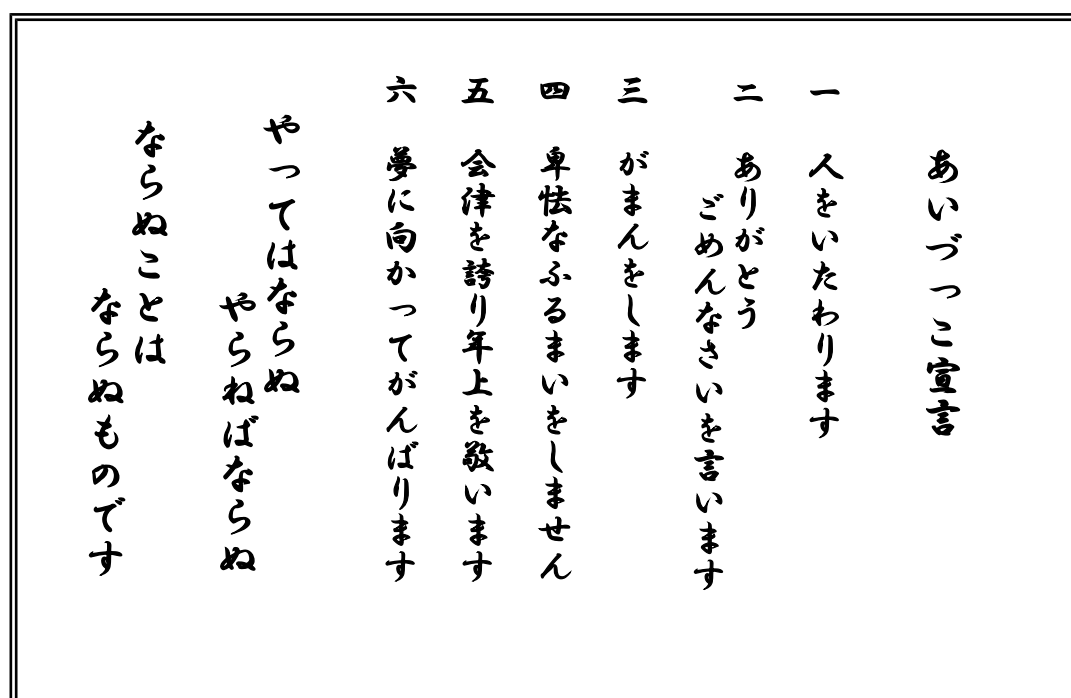 あいづっこ宣言
一 人をいたわります
二 ありがとう
ごめんなさいを言います
三 がまんをします
四 卑怯なふるまいをしません
五 会津を誇り年上を敬います
六 夢に向かってがんばります
やってはならぬ
やらねばならぬ
ならぬことは
ならぬものです